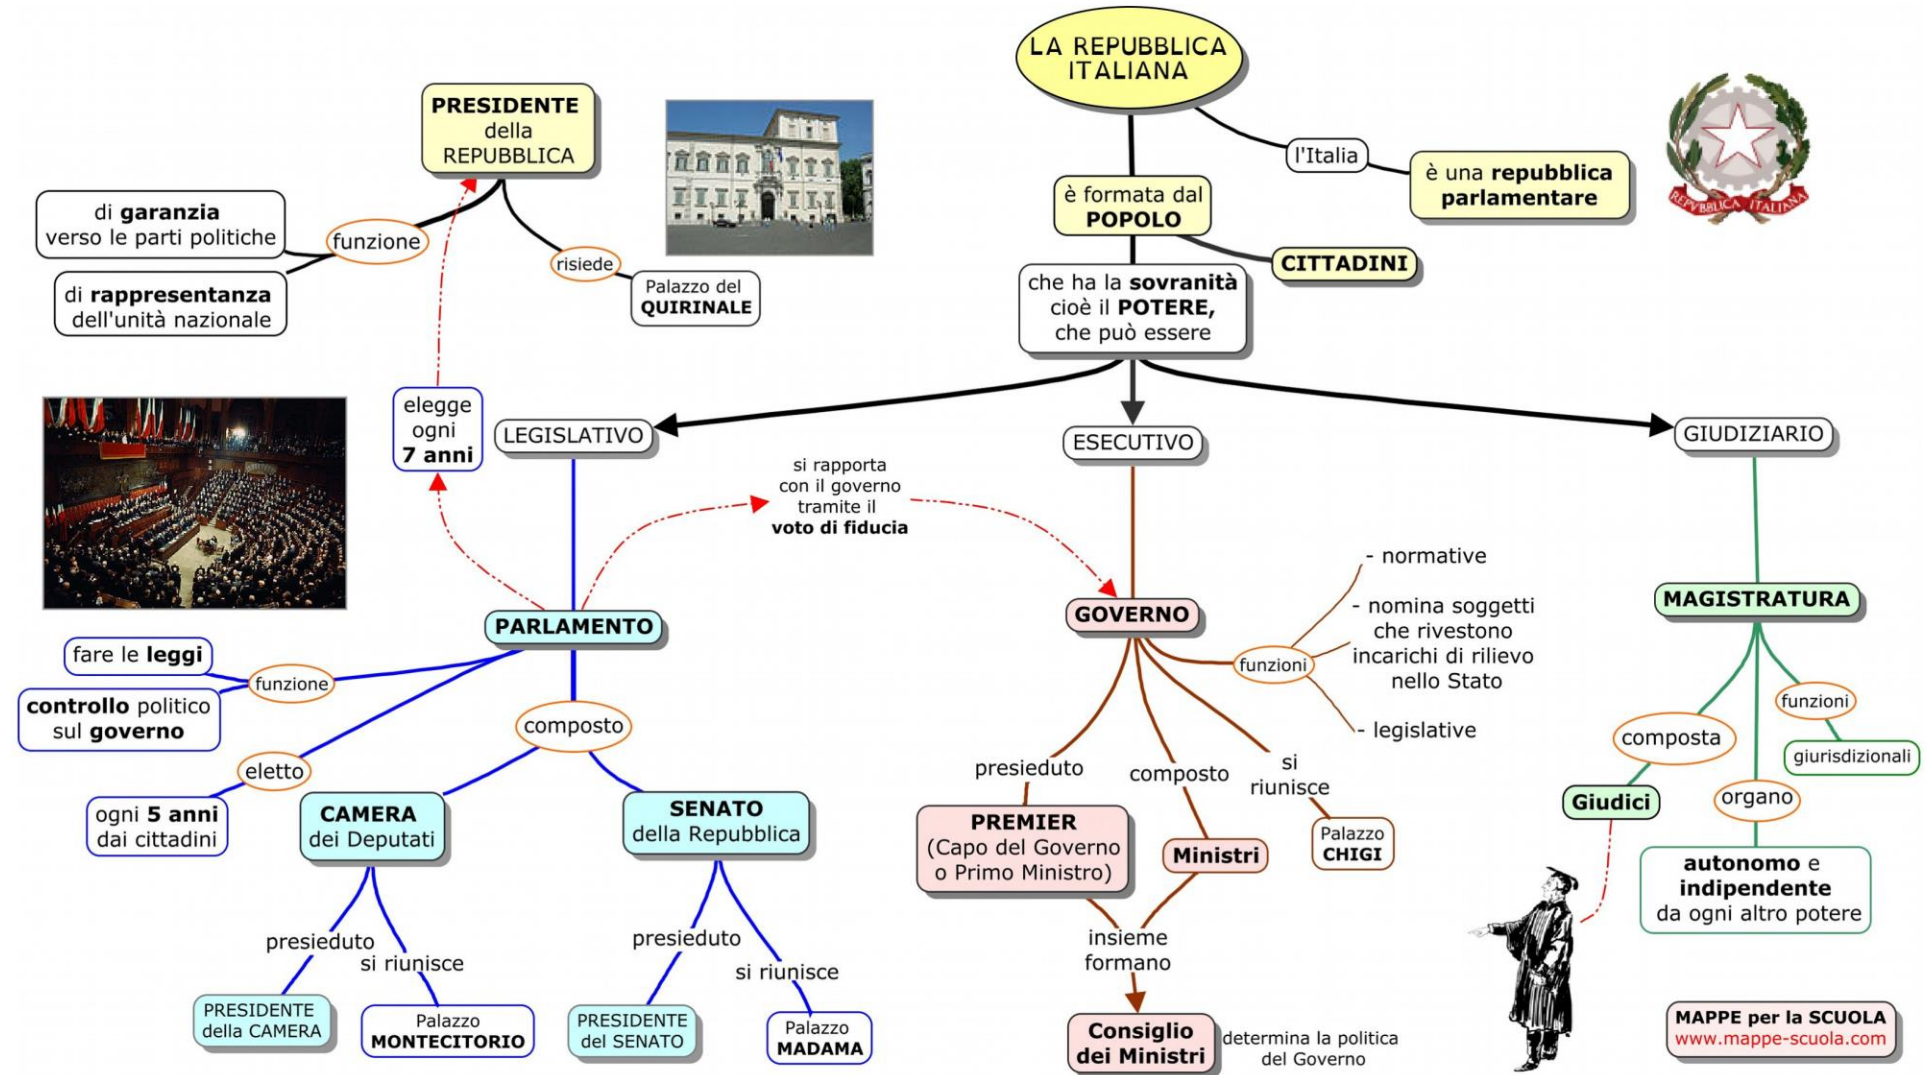 LA REPUBBLICA
ITALIANA
l'Italia
è una repubblica
parlamentare
REPVBBLICA ITALIANA
è formata dal
POPOLO
CITTADINI
che ha la sovranità
cioè il POTERE,
che può essere
PRESIDENTE
della
REPUBBLICA
funzione
di garanzia
verso le parti politiche
di rappresentanza
dell'unità nazionale
risiede
Palazzo del
QUIRINALE
elegge
ogni
7 anni
LEGISLATIVO
ESECUTIVO
GIUDIZIARIO
si rapporta
con il governo
tramite il
voto di fiducia
PARLAMENTO
funzione
fare le leggi
controllo politico
sul governo
eletto
ogni 5 anni
dai cittadini
composto
CAMERA
dei Deputati
presieduto
si riunisce
PRESIDENTE
della CAMERA
Palazzo
MONTECITORIO
SENATO
della Repubblica
presieduto
si riunisce
PRESIDENTE
del SENATO
Palazzo
MADAMA
GOVERNO
funzioni
- normative
- nomina soggetti
che rivestono
incarichi di rilievo
nello Stato
- legislative
presieduto
composto
si
riunisce
PREMIER
(Capo del Governo
o Primo Ministro)
Ministri
Palazzo
CHIGI
insieme
formano
Consiglio
dei Ministri
determina la politica
del Governo
MAGISTRATURA
composta
funzioni
giurisdizionali
Giudici
organo
autonomo e
indipendente
da ogni altro potere
MAPPE per la SCUOLA
www.mappe-scuola.com